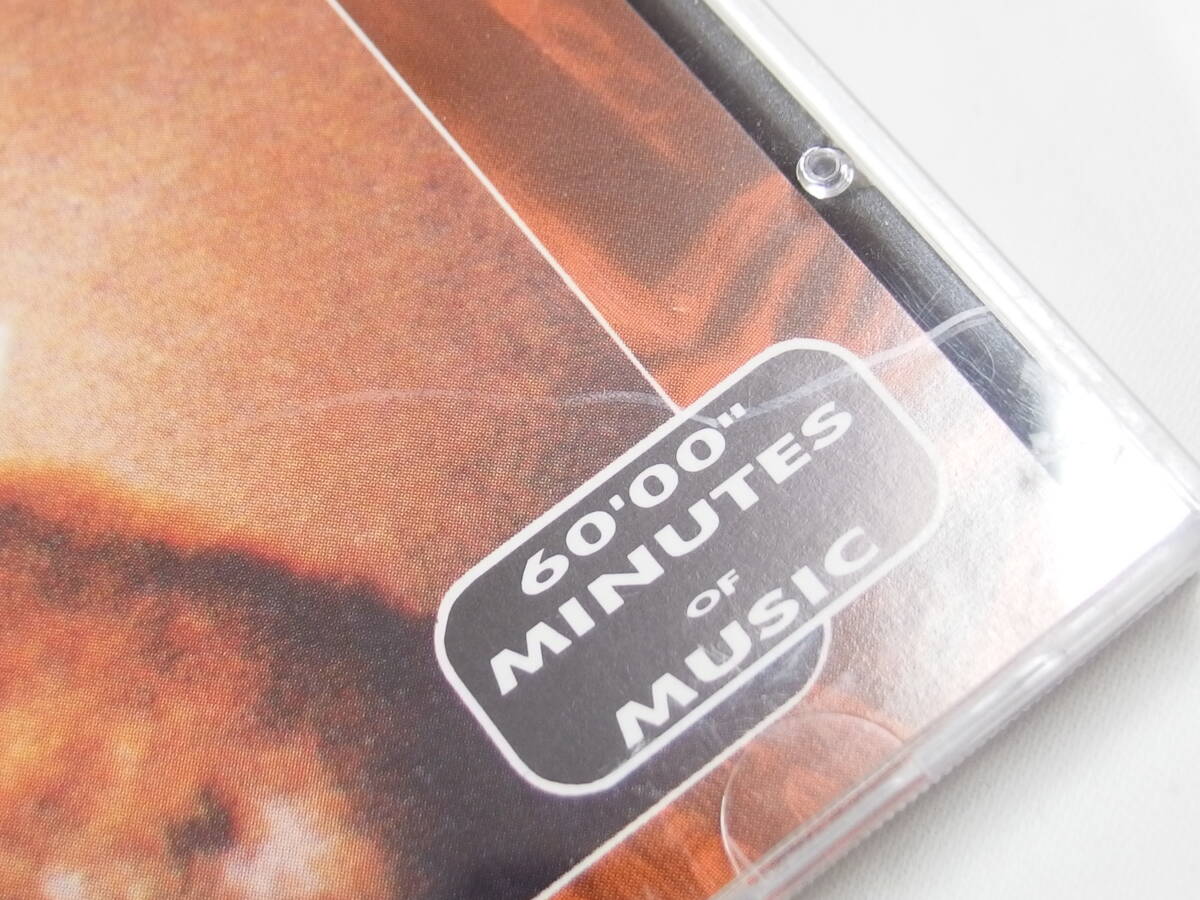 60'00"
MINUTES
OF
MUSIC